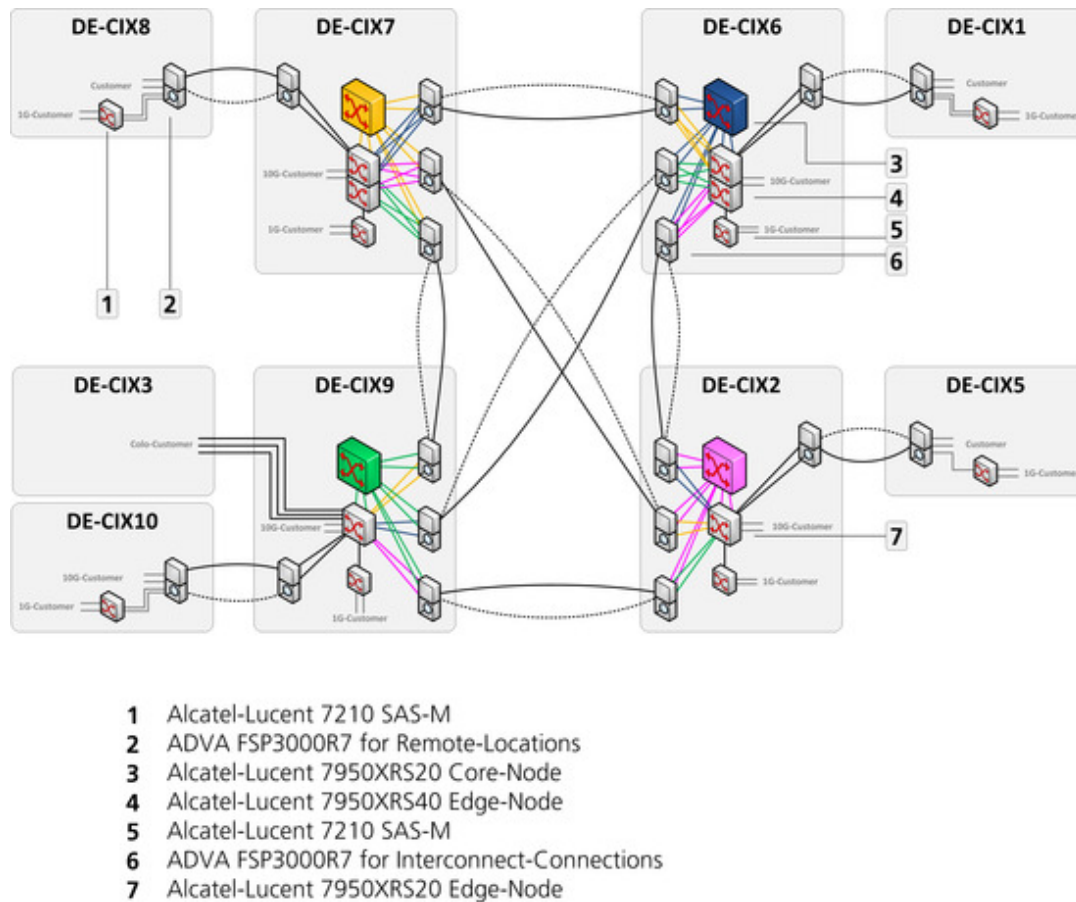 DE-CIX8
DE-CIX7
DE-CIX6
DE-CIX1
Customer
1G-Customer
10G-Customer
1G-Customer
10G-Customer
1G-Customer
Customer
1G-Customer
3
4
5
6
1
2
DE-CIX3
DE-CIX9
DE-CIX2
DE-CIX5
Colo-Customer
Customer
1G-Customer
DE-CIX10
10G-Customer
10G-Customer
7
10G-Customer
1G-Customer
1G-Customer
1G-Customer
1 Alcatel-Lucent 7210 SAS-M
2 ADVA FSP3000R7 for Remote-Locations
3 Alcatel-Lucent 7950XRS20 Core-Node
4 Alcatel-Lucent 7950XRS40 Edge-Node
5 Alcatel-Lucent 7210 SAS-M
6 ADVA FSP3000R7 for Interconnect-Connections
7 Alcatel-Lucent 7950XRS20 Edge-Node